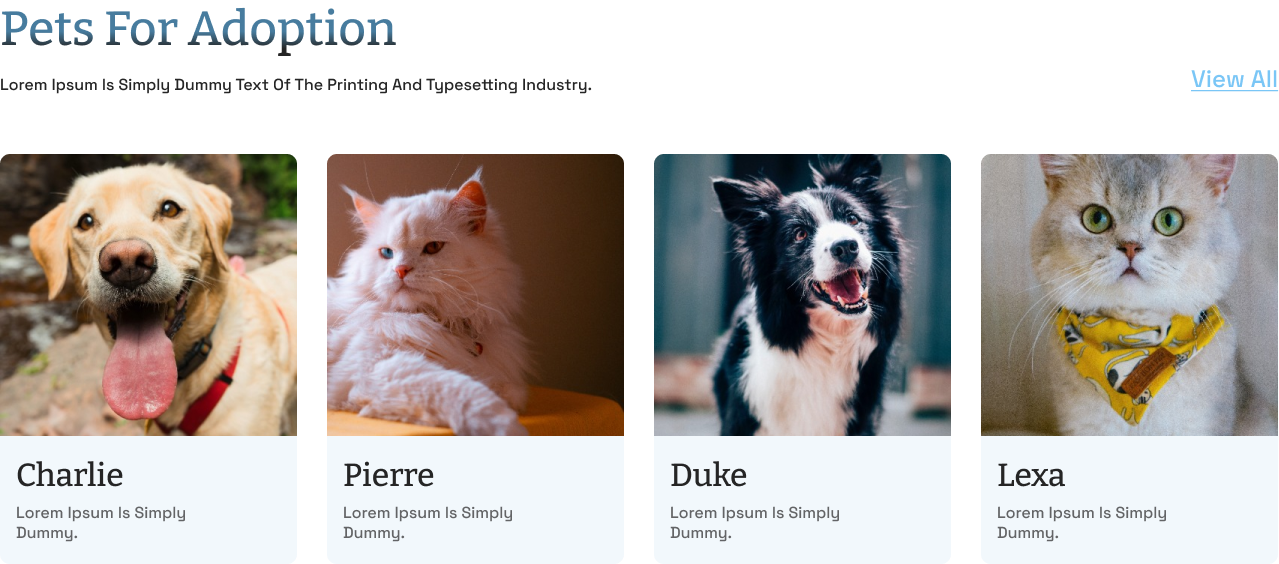 Pets For Adoption
Lorem Ipsum Is Simply Dummy Text Of The Printing And Typesetting Industry.
View All
Charlie
Lorem Ipsum Is Simply
Dummy.
Pierre
Lorem Ipsum Is Simply
Dummy.
Duke
Lorem Ipsum Is Simply
Dummy.
Lexa
Lorem Ipsum Is Simply
Dummy.